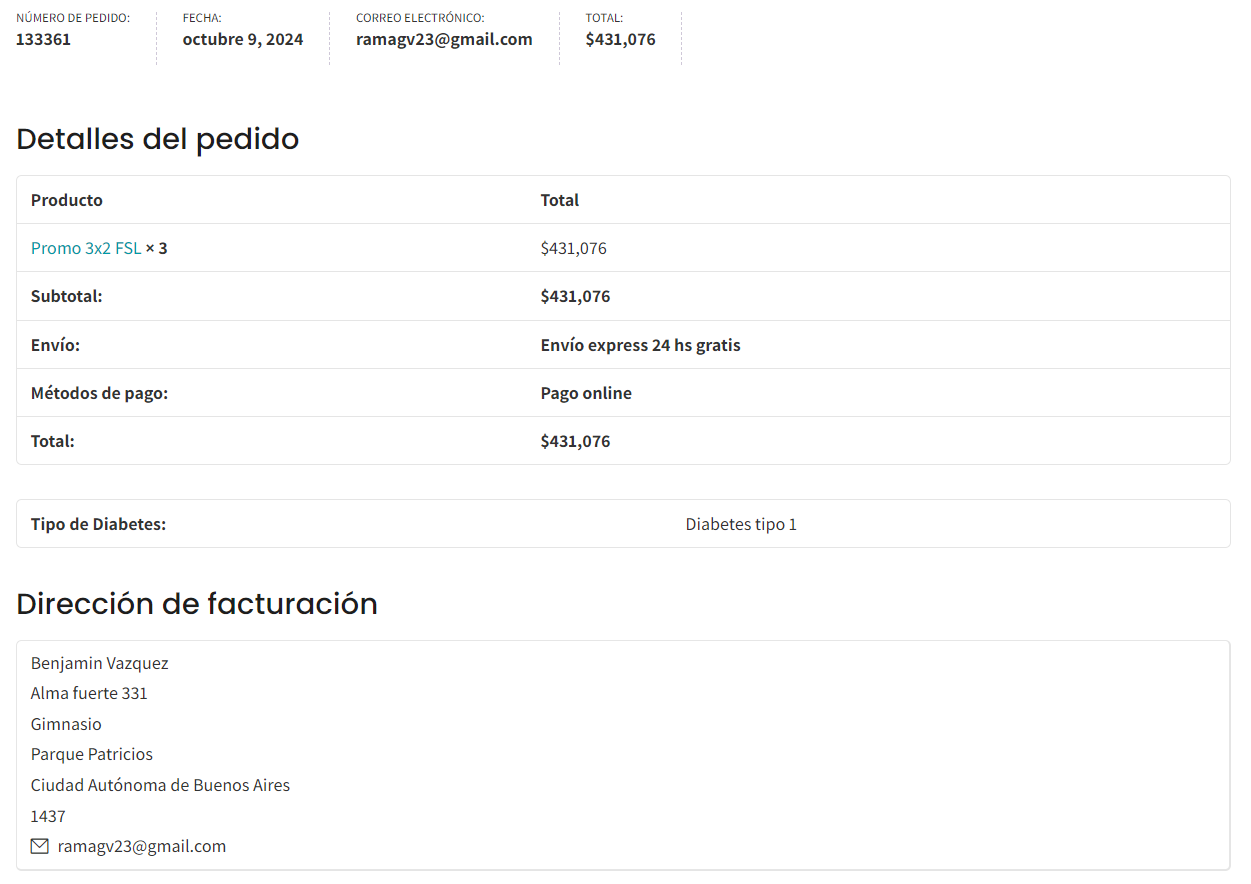 NÚMERO DE PEDIDO: FECHA: CORREO ELECTRÓNICO: TOTAL:
133361 octubre 9, 2024 ramagv23@gmail.com $431,076
Detalles del pedido
Producto Total
Promo 3x2 FSL × 3 $431,076
Subtotal: $431,076
Envío: Envío express 24 hs gratis
Métodos de pago: Pago online
Total: $431,076
Tipo de Diabetes: Diabetes tipo 1
Dirección de facturación
Benjamin Vazquez
Alma fuerte 331
Gimnasio
Parque Patricios
Ciudad Autónoma de Buenos Aires
1437
ramagv23@gmail.com